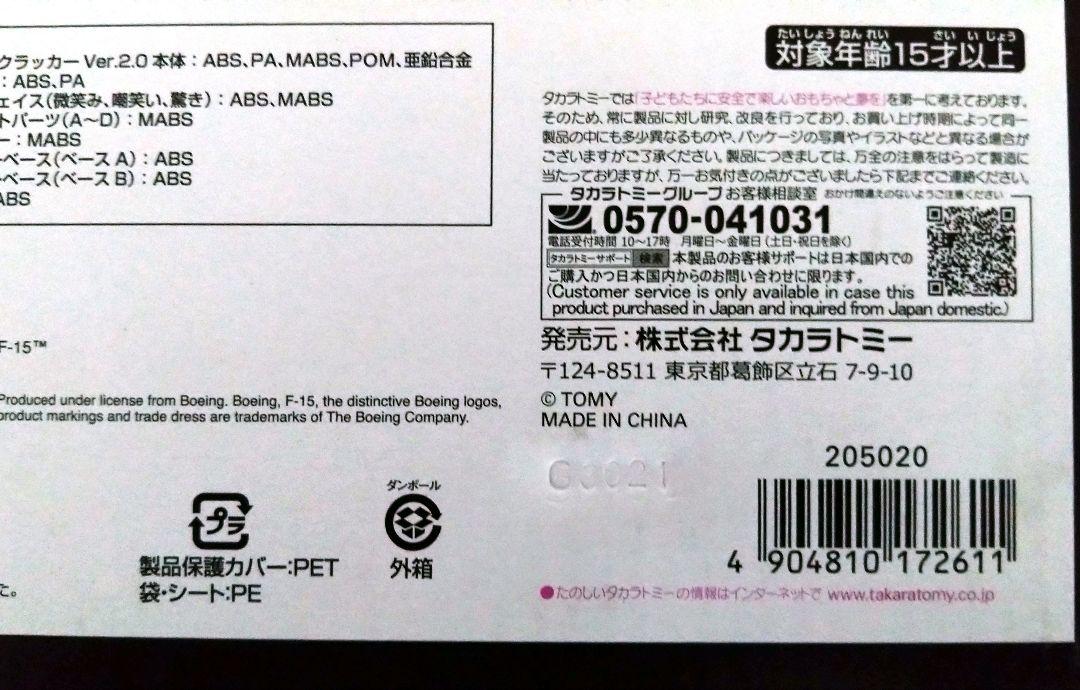 クラッカー Ver.2.0 本体：ABS、PA、MABS、POM、亜鉛合金
：ABS、PA
ェイス（微笑み、嘲笑い、驚き）：ABS、MABS
トパーツ（A〜D）：MABS
ー：MABS
ーベース（ベース A）：ABS
ーベース（ベース B）：ABS
ABS
F-15™
Produced under license from Boeing. Boeing, F-15, the distinctive Boeing logos,
product markings and trade dress are trademarks of The Boeing Company.
プラ
製品保護カバー：PET
袋・シート：PE
ダンボール
外箱
た。
たいしょうねんれい さいいじょう
対象年齢15才以上
タカラトミーでは「子どもたちに安全で楽しいおもちゃと夢を」を第一に考えております。
そのため、常に製品に対し研究、改良を行っており、お買い上げ時期によって同一
製品の中にも多少異なるものや、パッケージの写真やイラストなどと異なる場合が
ございますがご了承ください。製品につきましては、万全の注意をはらって製造に
当たっておりますが、万一お気付きの点がございましたら下記までご連絡ください。
タカラトミーグループお客様相談室 おかけ間違えのないようご注意ください
0570-041031
電話受付時間 10〜17時 月曜日〜金曜日（土日・祝日を除く）
タカラトミーサポート 検索 本製品のお客様サポートは日本国内での
ご購入かつ日本国内からのお問い合わせに限ります。
(Customer service is only available in case this
product purchased in Japan and inquired from Japan domestic.)
発売元：株式会社 タカラトミー
〒124-8511 東京都葛飾区立石 7-9-10
© TOMY
MADE IN CHINA
205020
4 904810 172611
●たのしいタカラトミーの情報はインターネットで www.takaratomy.co.jp